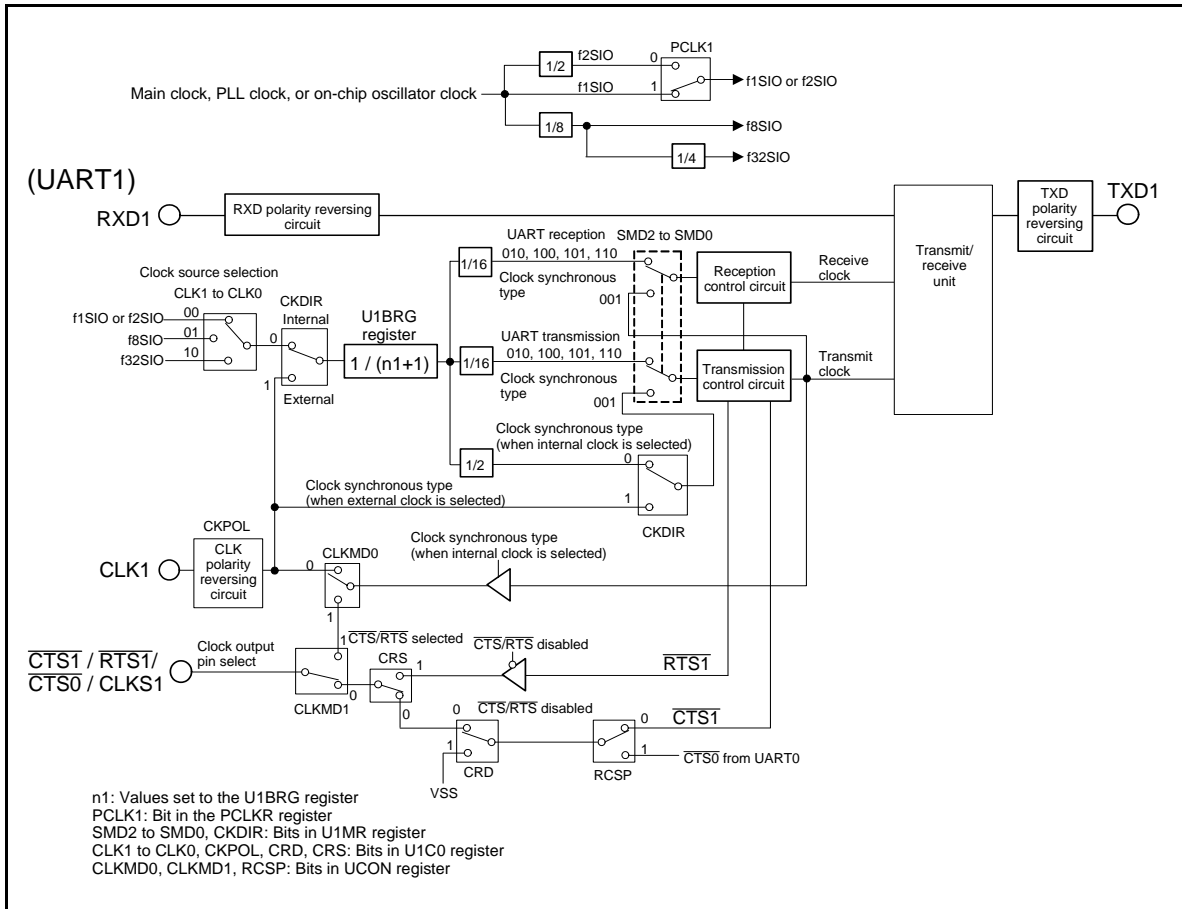 f2SIO
PCLK1
1/2
0
Main clock, PLL clock, or on-chip oscillator clock
f1SIO
1
f1SIO or f2SIO
1/8
f8SIO
1/4
f32SIO
(UART1)
RXD1
RXD polarity reversing
circuit
TXD
polarity
reversing
circuit
TXD1
Transmit/
receive
unit
UART reception
SMD2 to SMD0
1/16
010, 100, 101, 110
Clock synchronous
type
001
Reception
control circuit
Receive
clock
Clock source selection
CLK1 to CLK0
CKDIR
Internal
f1SIO or f2SIO
00
f8SIO
01
f32SIO
10
0
1
External
U1BRG
register
1 / (n1+1)
UART transmission
1/16
010, 100, 101, 110
Clock synchronous
type
001
Transmission
control circuit
Transmit
clock
Clock synchronous type
(when internal clock is selected)
1/2
0
Clock synchronous type
(when external clock is selected)
1
CKDIR
CKPOL
CLK1
CLK
polarity
reversing
circuit
CLKMD0
0
1
Clock synchronous type
(when internal clock is selected)
CTS1 / RTS1/
CTS0 / CLKS1
Clock output
pin select
1
CTS/RTS selected
CLKMD1
0
CRS
1
0
CTS/RTS disabled
RTS1
0
CTS/RTS disabled
1
CRD
VSS
0
CTS1
1
CTS0 from UART0
RCSP
n1: Values set to the U1BRG register
PCLK1: Bit in the PCLKR register
SMD2 to SMD0, CKDIR: Bits in U1MR register
CLK1 to CLK0, CKPOL, CRD, CRS: Bits in U1C0 register
CLKMD0, CLKMD1, RCSP: Bits in UCON register